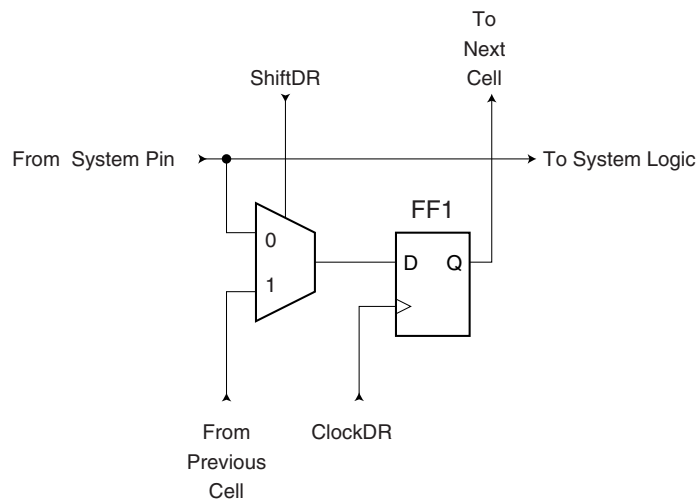 To
Next
Cell
ShiftDR
From System Pin
To System Logic
FF1
0
D Q
1
From
Previous
Cell
ClockDR